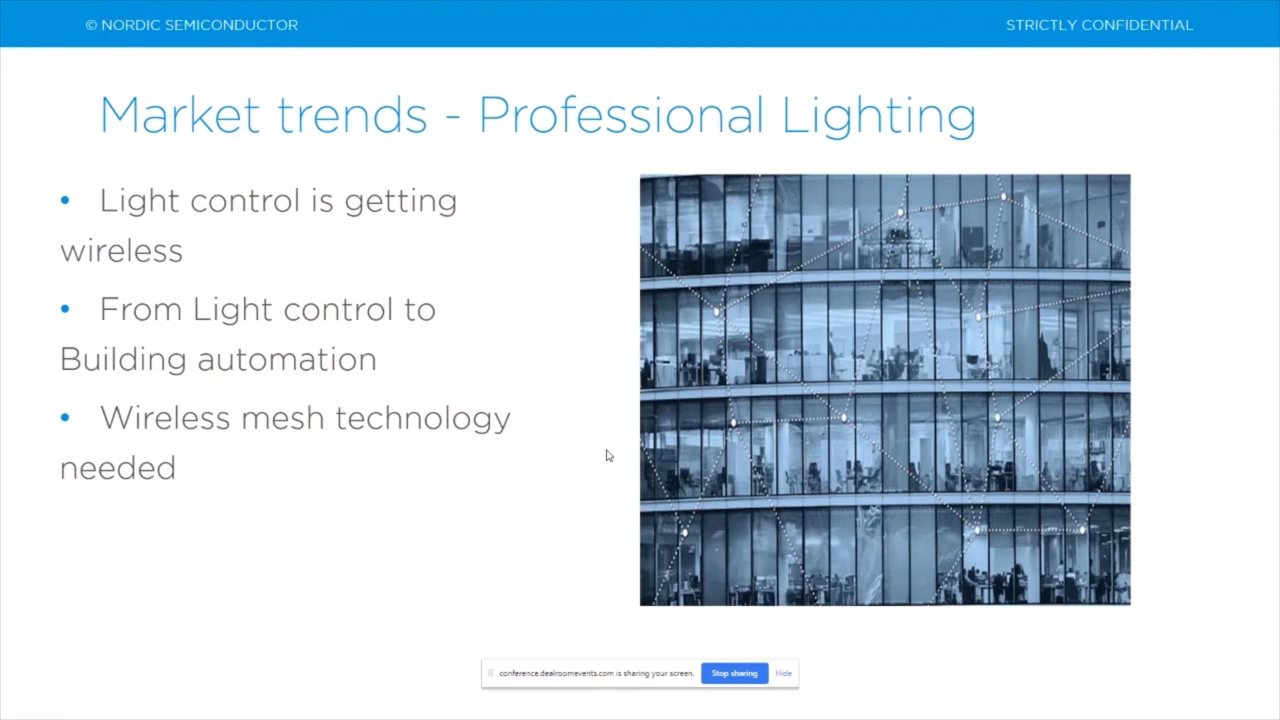 © NORDIC SEMICONDUCTOR
STRICTLY CONFIDENTIAL
Market trends - Professional Lighting
• Light control is getting
wireless
• From Light control to
Building automation
• Wireless mesh technology
needed
conference.dealroomevents.com is sharing your screen. Stop sharing Hide